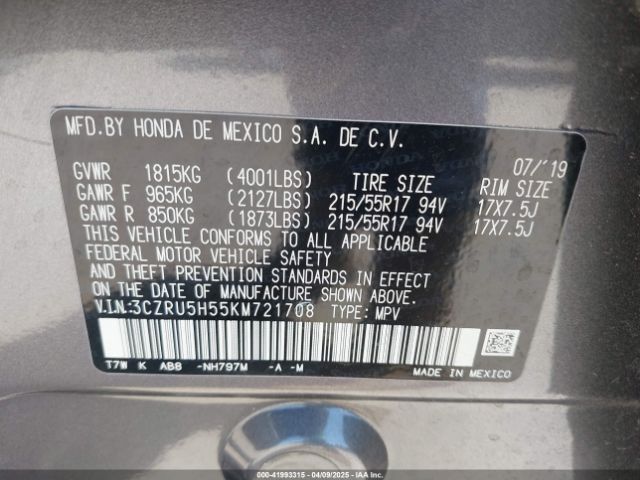 MFD.BY HONDA DE MEXICO S.A. DE C.V.
07/'19
GVWR 1815KG (4001LBS) TIRE SIZE RIM SIZE
GAWR F 965KG (2127LBS) 215/55R17 94V 17X7.5J
GAWR R 850KG (1873LBS) 215/55R17 94V 17X7.5J
THIS VEHICLE CONFORMS TO ALL APPLICABLE
FEDERAL MOTOR VEHICLE SAFETY
AND THEFT PREVENTION STANDARDS IN EFFECT
ON THE DATE OF MANUFACTURE SHOWN ABOVE.
V.I.N:3CZRU5H55KM721708 TYPE: MPV
T7W K AB8 -NH797M -A -M
MADE IN MEXICO
000-41993315 - 04/09/2025 - IAA Inc.